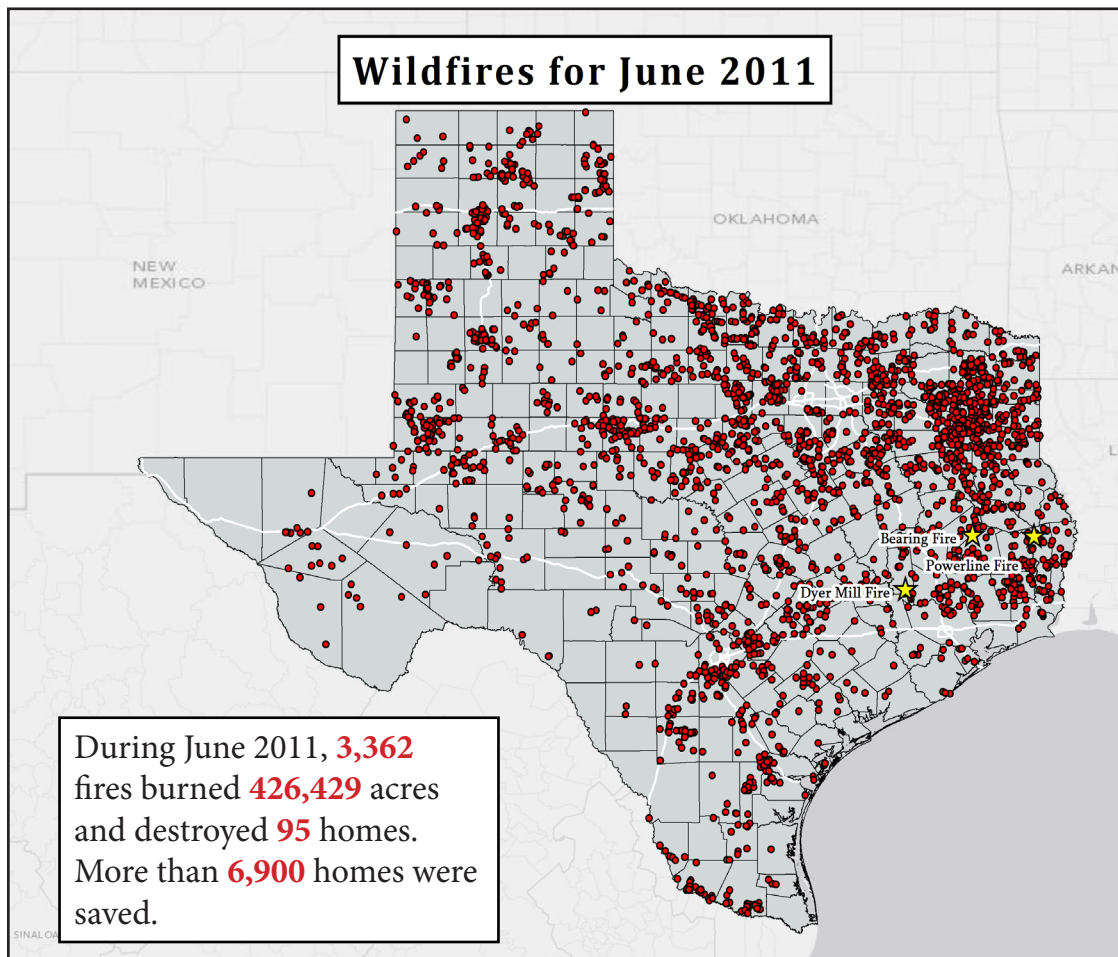 Wildfires for June 2011
OKLAHOMA
NEW
MEXICO
ARKAN
L
Bearing Fire
Powerline Fire
Dyer Mill Fire
During June 2011, 3,362
fires burned 426,429 acres
and destroyed 95 homes.
More than 6,900 homes were
saved.
SINALOA